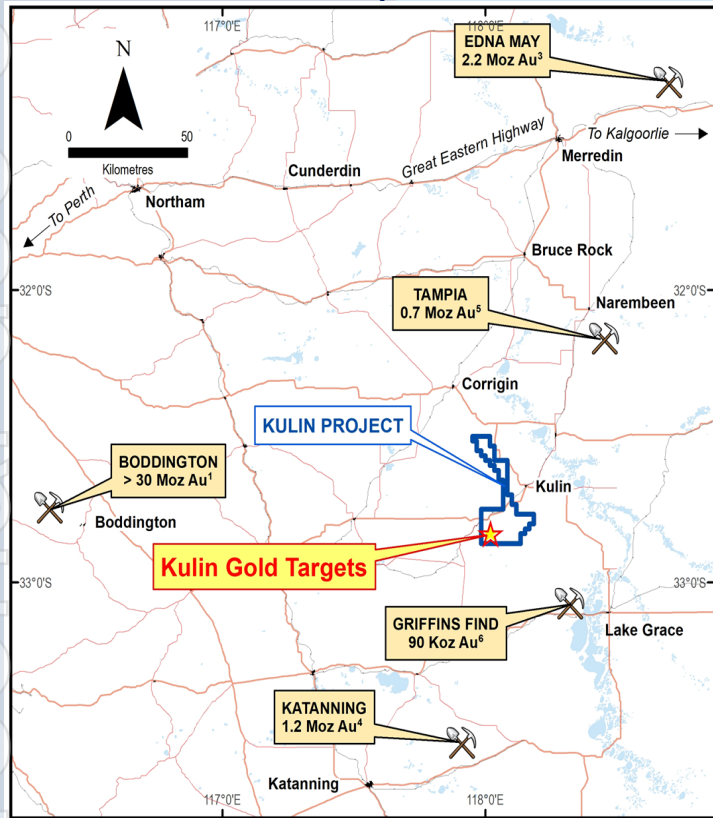 117°0'E
118°0'E
N
0
50
Kilometres
EDNA MAY
2.2 Moz Au³
To Kalgoorlie
Great Eastern Highway
Merredin
Cunderdin
To Perth
Northam
Bruce Rock
32°0'S
32°0'S
TAMPIA
0.7 Moz Au⁵
Narembeen
Corrigin
KULIN PROJECT
BODDINGTON
> 30 Moz Au¹
Boddington
Kulin
Kulin Gold Targets
33°0'S
33°0'S
GRIFFINS FIND
90 Koz Au⁶
Lake Grace
KATANNING
1.2 Moz Au⁴
Katanning
117°0'E
118°0'E